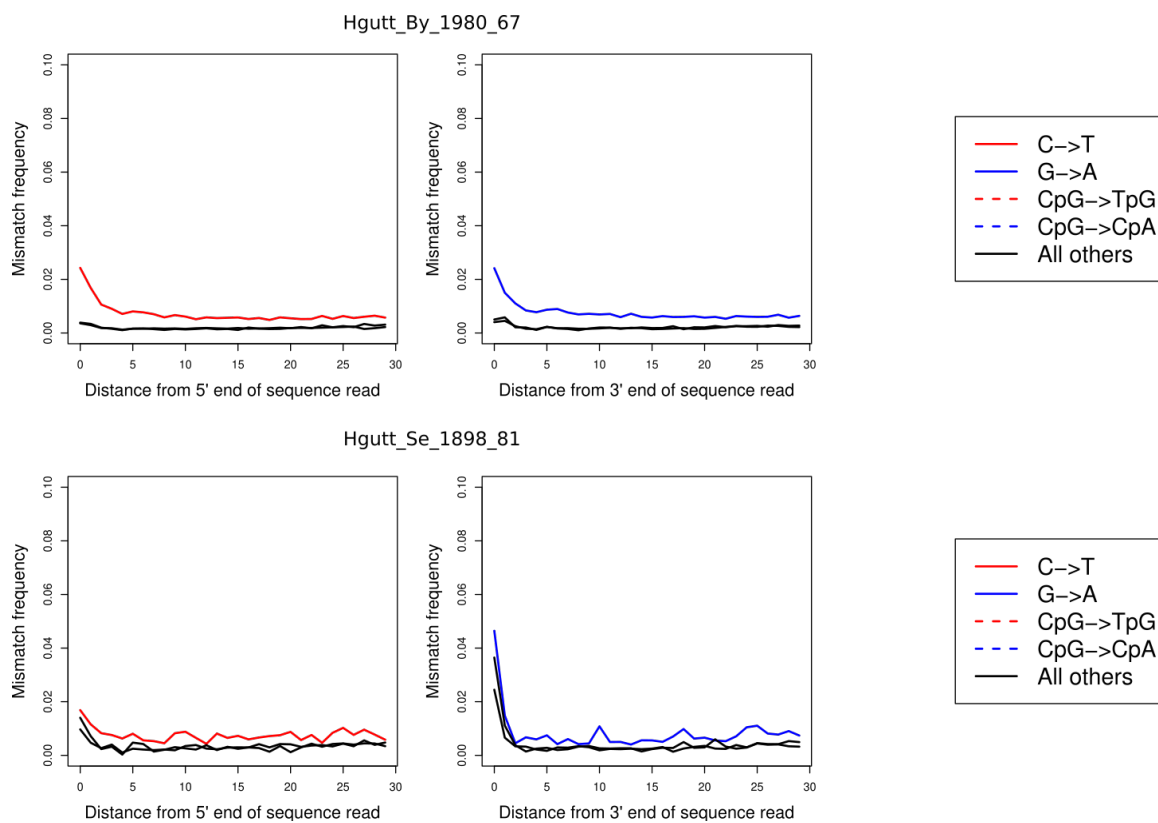 Hgutt_By_1980_67
0.00 0.02 0.04 0.06 0.08 0.10
Mismatch frequency
0 5 10 15 20 25 30
Distance from 5' end of sequence read
0.00 0.02 0.04 0.06 0.08 0.10
Mismatch frequency
0 5 10 15 20 25 30
Distance from 3' end of sequence read
C->T
G->A
CpG->TpG
CpG->CpA
All others
Hgutt_Se_1898_81
0.00 0.02 0.04 0.06 0.08 0.10
Mismatch frequency
0 5 10 15 20 25 30
Distance from 5' end of sequence read
0.00 0.02 0.04 0.06 0.08 0.10
Mismatch frequency
0 5 10 15 20 25 30
Distance from 3' end of sequence read
C->T
G->A
CpG->TpG
CpG->CpA
All others